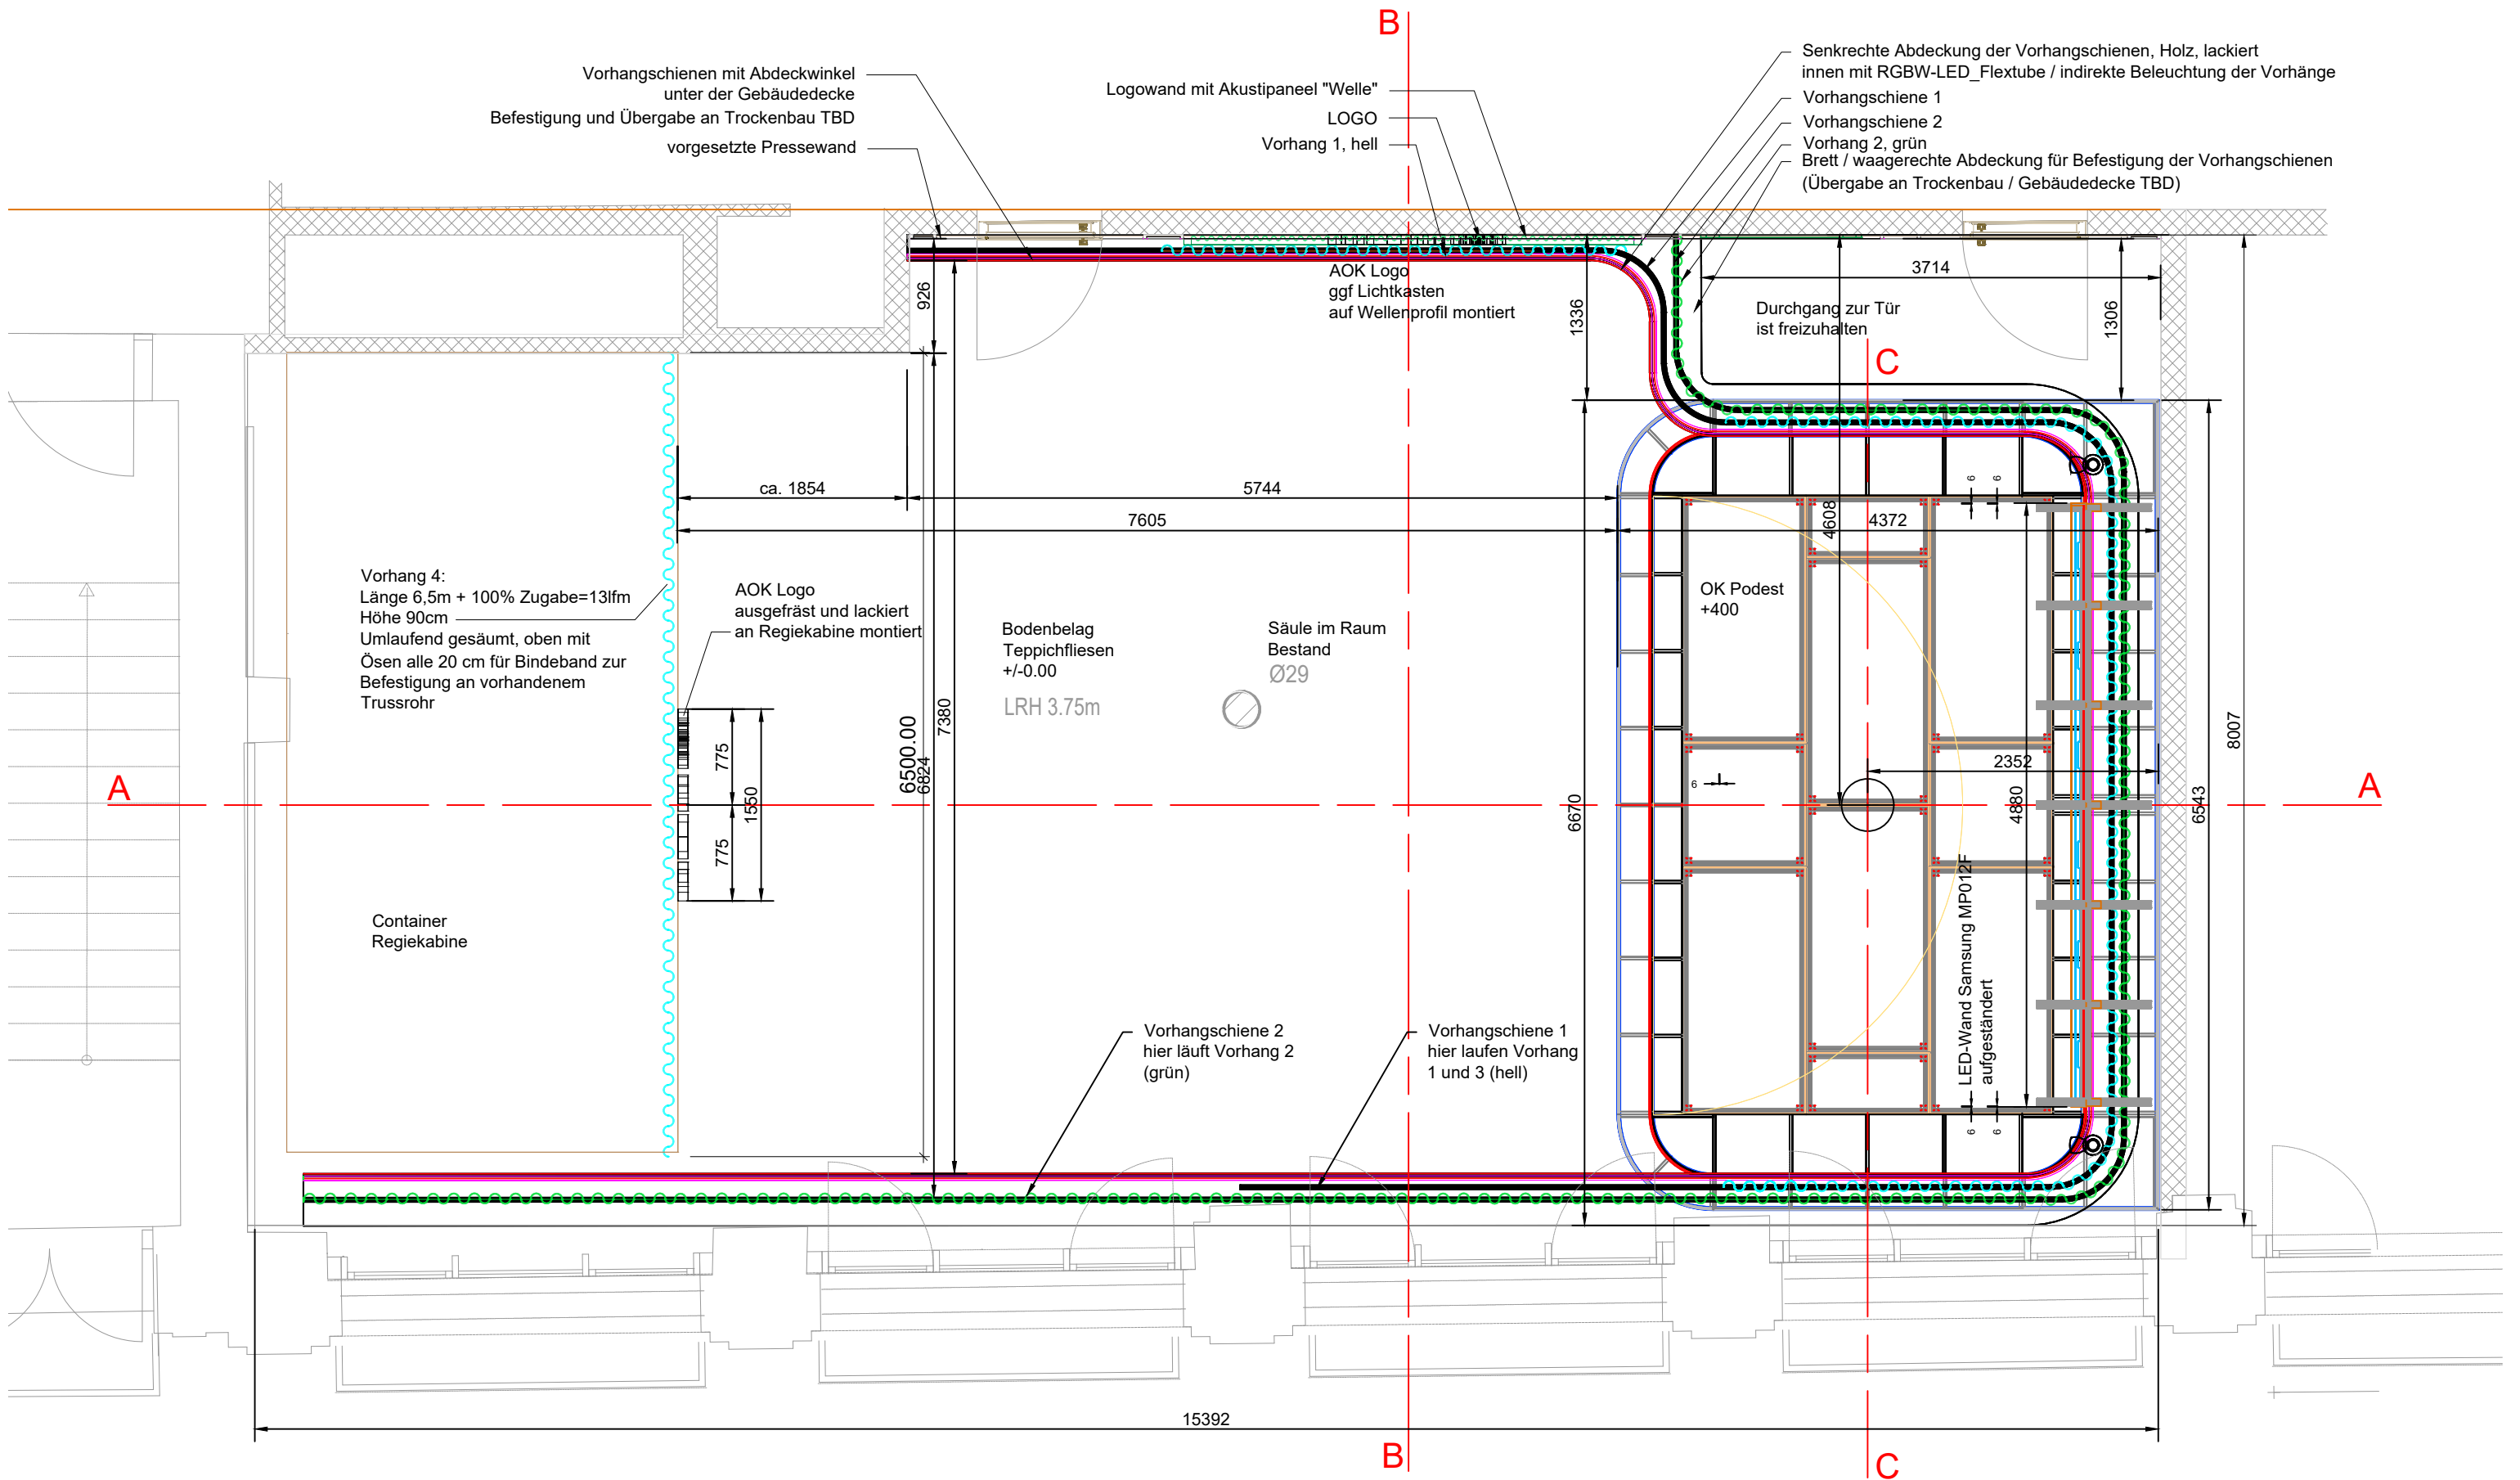 B
Vorhangschienen mit Abdeckwinkel
unter der Gebäudedecke
Befestigung und Übergabe an Trockenbau TBD
vorgesetzte Pressewand
Logowand mit Akustipaneel "Welle"
LOGO
Vorhang 1, hell
Senkrechte Abdeckung der Vorhangschienen, Holz, lackiert
innen mit RGBW-LED_Flextube / indirekte Beleuchtung der Vorhänge
Vorhangschiene 1
Vorhangschiene 2
Vorhang 2, grün
Brett / waagerechte Abdeckung für Befestigung der Vorhangschienen
(Übergabe an Trockenbau / Gebäudedecke TBD)
926
AOK Logo
ggf Lichtkasten
auf Wellenprofil montiert
1336
3714
Durchgang zur Tür
ist freizuhalten
1306
C
ca. 1854
5744
7605
4608
4372
6
6
Vorhang 4:
Länge 6,5m + 100% Zugabe=13lfm
Höhe 90cm
Umlaufend gesäumt, oben mit
Ösen alle 20 cm für Bindeband zur
Befestigung an vorhandenem
Trussrohr
AOK Logo
ausgefräst und lackiert
an Regiekabine montiert
Bodenbelag
Teppichfliesen
+/-0.00
LRH 3.75m
Säule im Raum
Bestand
Ø29
OK Podest
+400
775
1550
775
6500.00
6824
7380
6670
6
2352
4880
6543
8007
A
A
Container
Regiekabine
LED-Wand Samsung MP012F
aufgeständert
6
6
Vorhangschiene 2
hier läuft Vorhang 2
(grün)
Vorhangschiene 1
hier laufen Vorhang
1 und 3 (hell)
15392
B
C